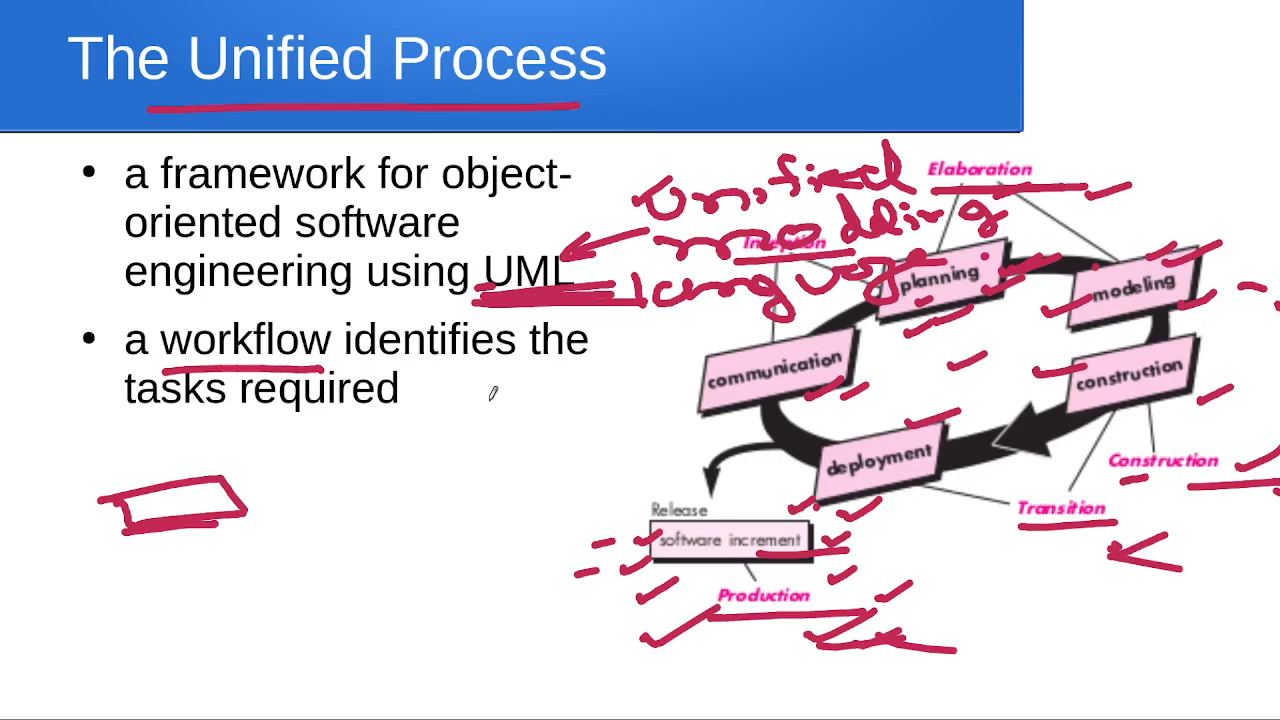 The Unified Process
• a framework for object-
oriented software
engineering using UML
• a workflow identifies the
tasks required
Unified
modeling
language
Elaboration
Inception
planning
modeling
communication
construction
deployment
Construction
Transition
Release
software increment
Production